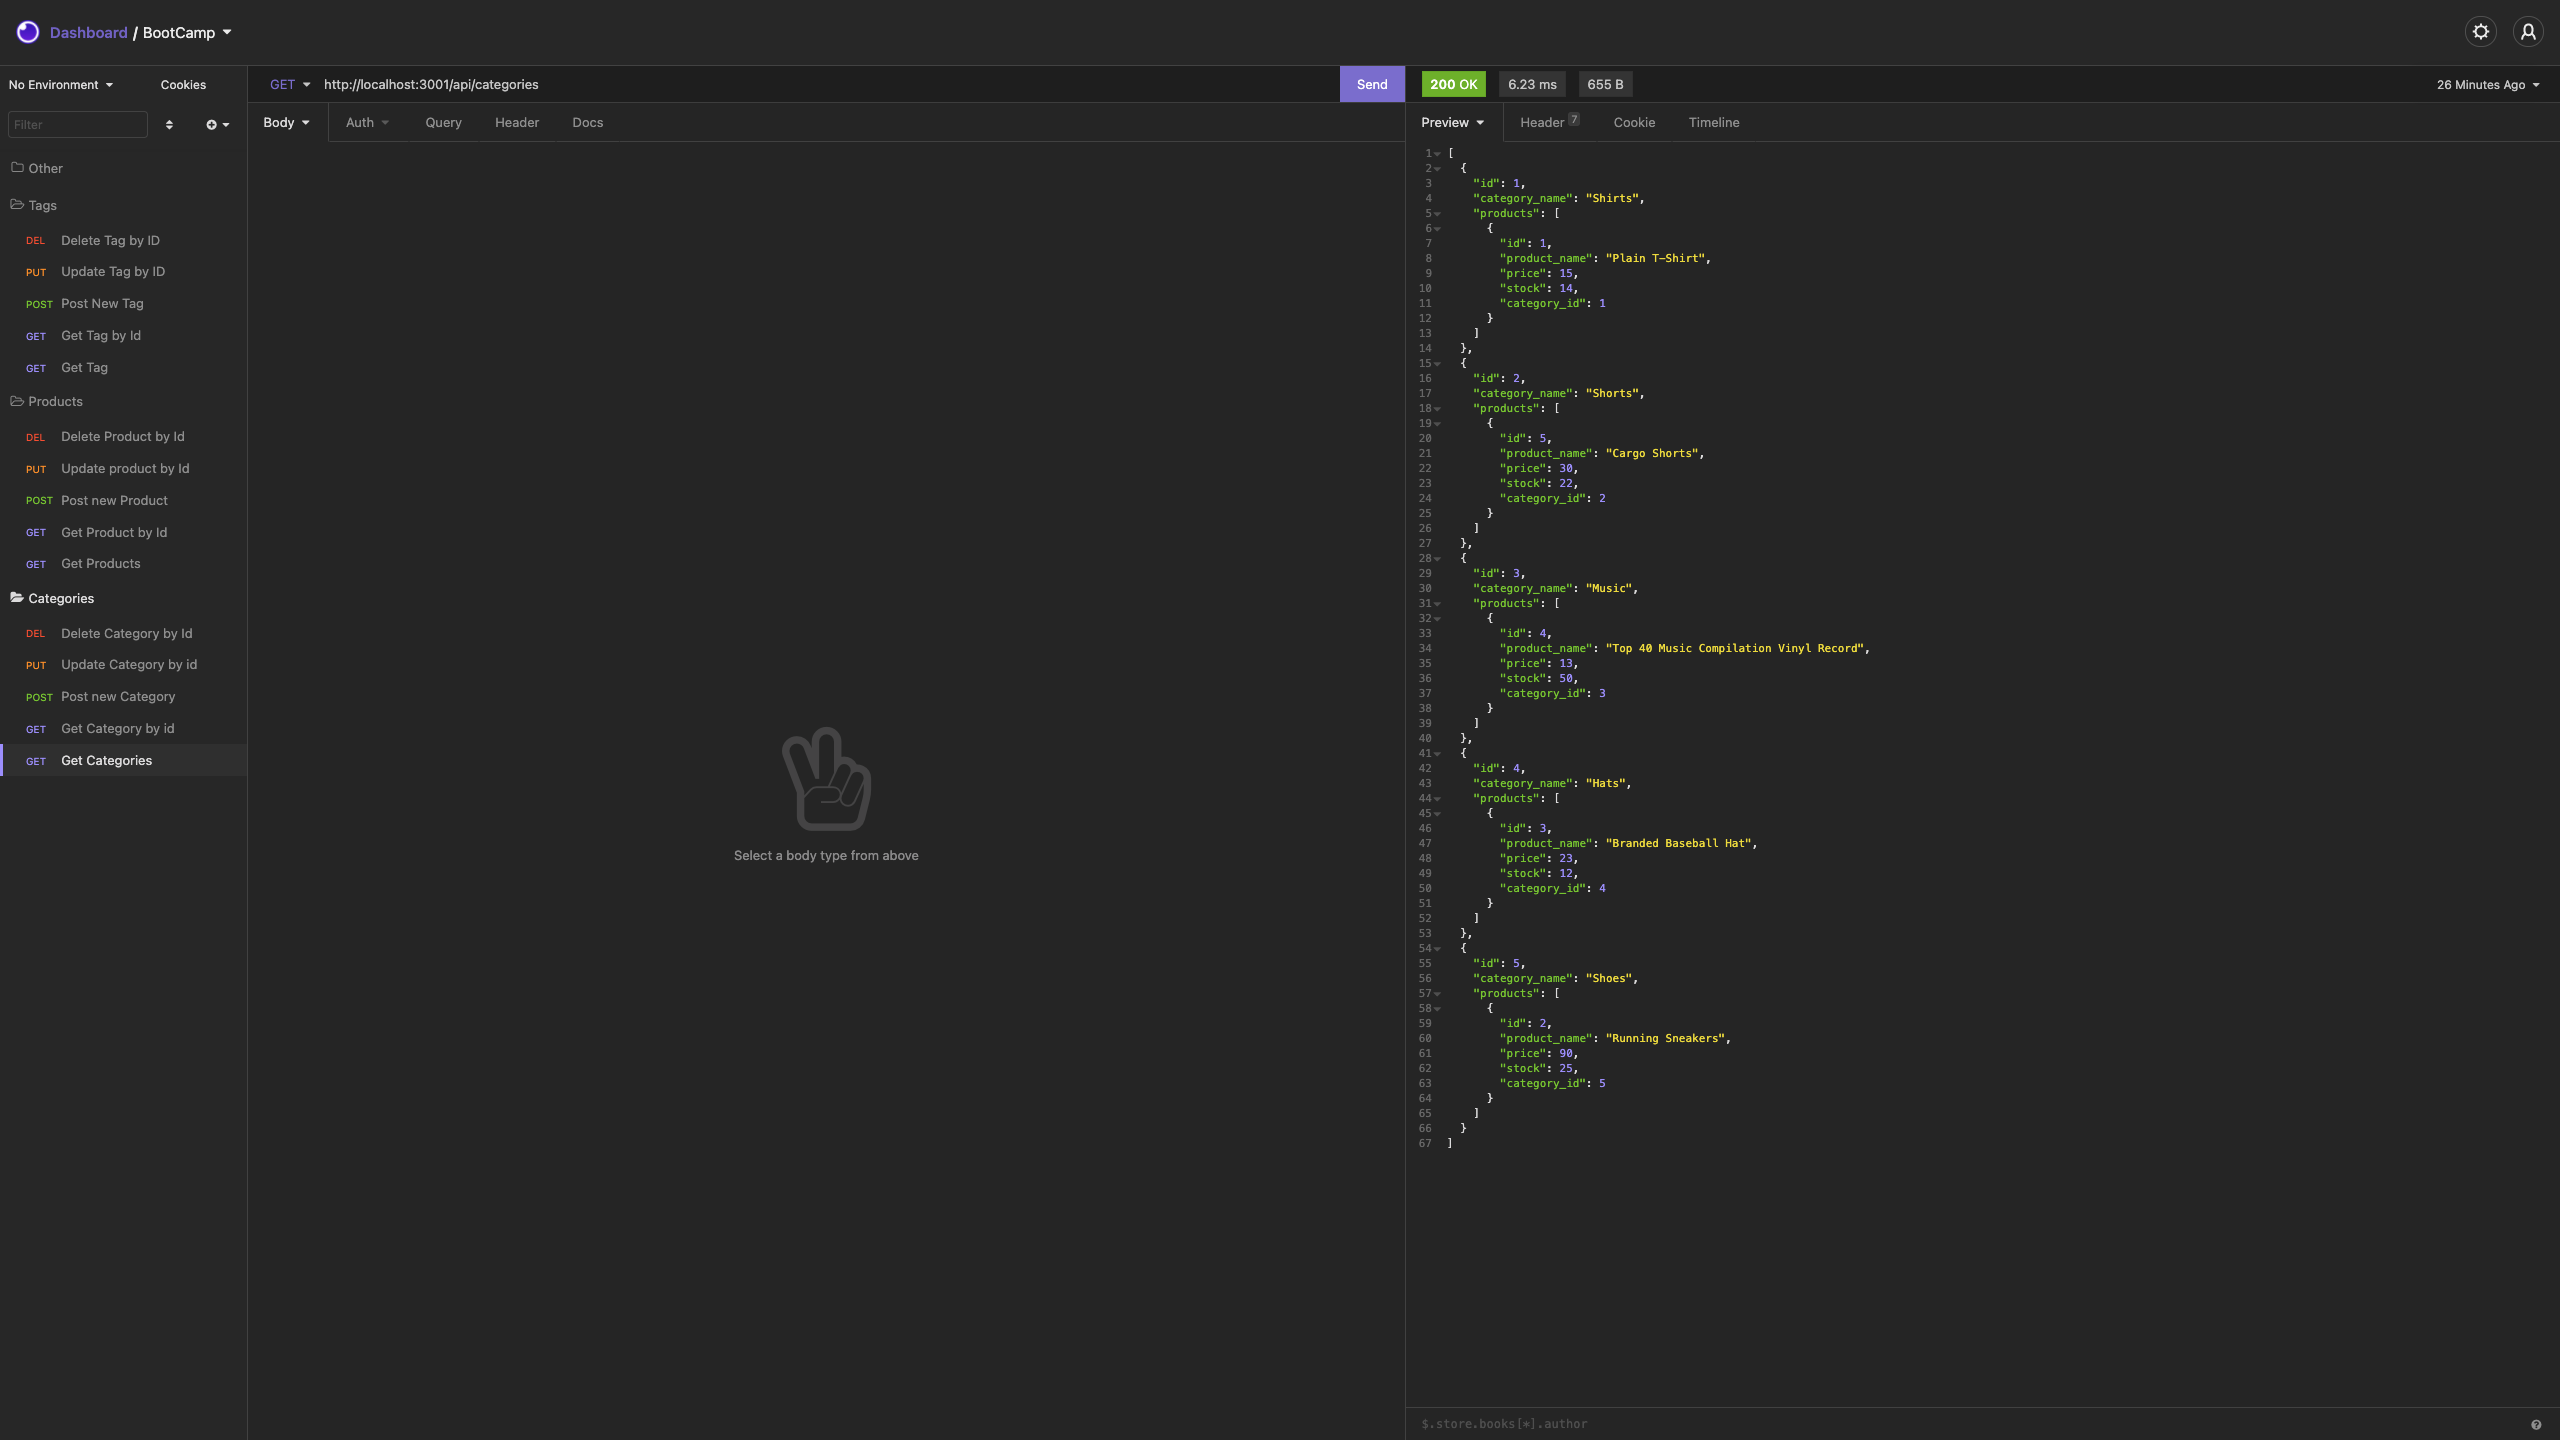 Dashboard / BootCamp
No Environment Cookies
Filter
Other
Tags
DEL Delete Tag by ID
PUT Update Tag by ID
POST Post New Tag
GET Get Tag by Id
GET Get Tag
Products
DEL Delete Product by Id
PUT Update product by Id
POST Post new Product
GET Get Product by Id
GET Get Products
Categories
DEL Delete Category by Id
PUT Update Category by id
POST Post new Category
GET Get Category by id
GET Get Categories
GET http://localhost:3001/api/categories Send
Body Auth Query Header Docs
Select a body type from above
200 OK 6.23 ms 655 B 26 Minutes Ago
Preview Header 7 Cookie Timeline
1 [
2 {
3 "id": 1,
4 "category_name": "Shirts",
5 "products": [
6 {
7 "id": 1,
8 "product_name": "Plain T-Shirt",
9 "price": 15,
10 "stock": 14,
11 "category_id": 1
12 }
13 ]
14 },
15 {
16 "id": 2,
17 "category_name": "Shorts",
18 "products": [
19 {
20 "id": 5,
21 "product_name": "Cargo Shorts",
22 "price": 30,
23 "stock": 22,
24 "category_id": 2
25 }
26 ]
27 },
28 {
29 "id": 3,
30 "category_name": "Music",
31 "products": [
32 {
33 "id": 4,
34 "product_name": "Top 40 Music Compilation Vinyl Record",
35 "price": 13,
36 "stock": 50,
37 "category_id": 3
38 }
39 ]
40 },
41 {
42 "id": 4,
43 "category_name": "Hats",
44 "products": [
45 {
46 "id": 3,
47 "product_name": "Branded Baseball Hat",
48 "price": 23,
49 "stock": 12,
50 "category_id": 4
51 }
52 ]
53 },
54 {
55 "id": 5,
56 "category_name": "Shoes",
57 "products": [
58 {
59 "id": 2,
60 "product_name": "Running Sneakers",
61 "price": 90,
62 "stock": 25,
63 "category_id": 5
64 }
65 ]
66 }
67 ]
$.store.books[*].author